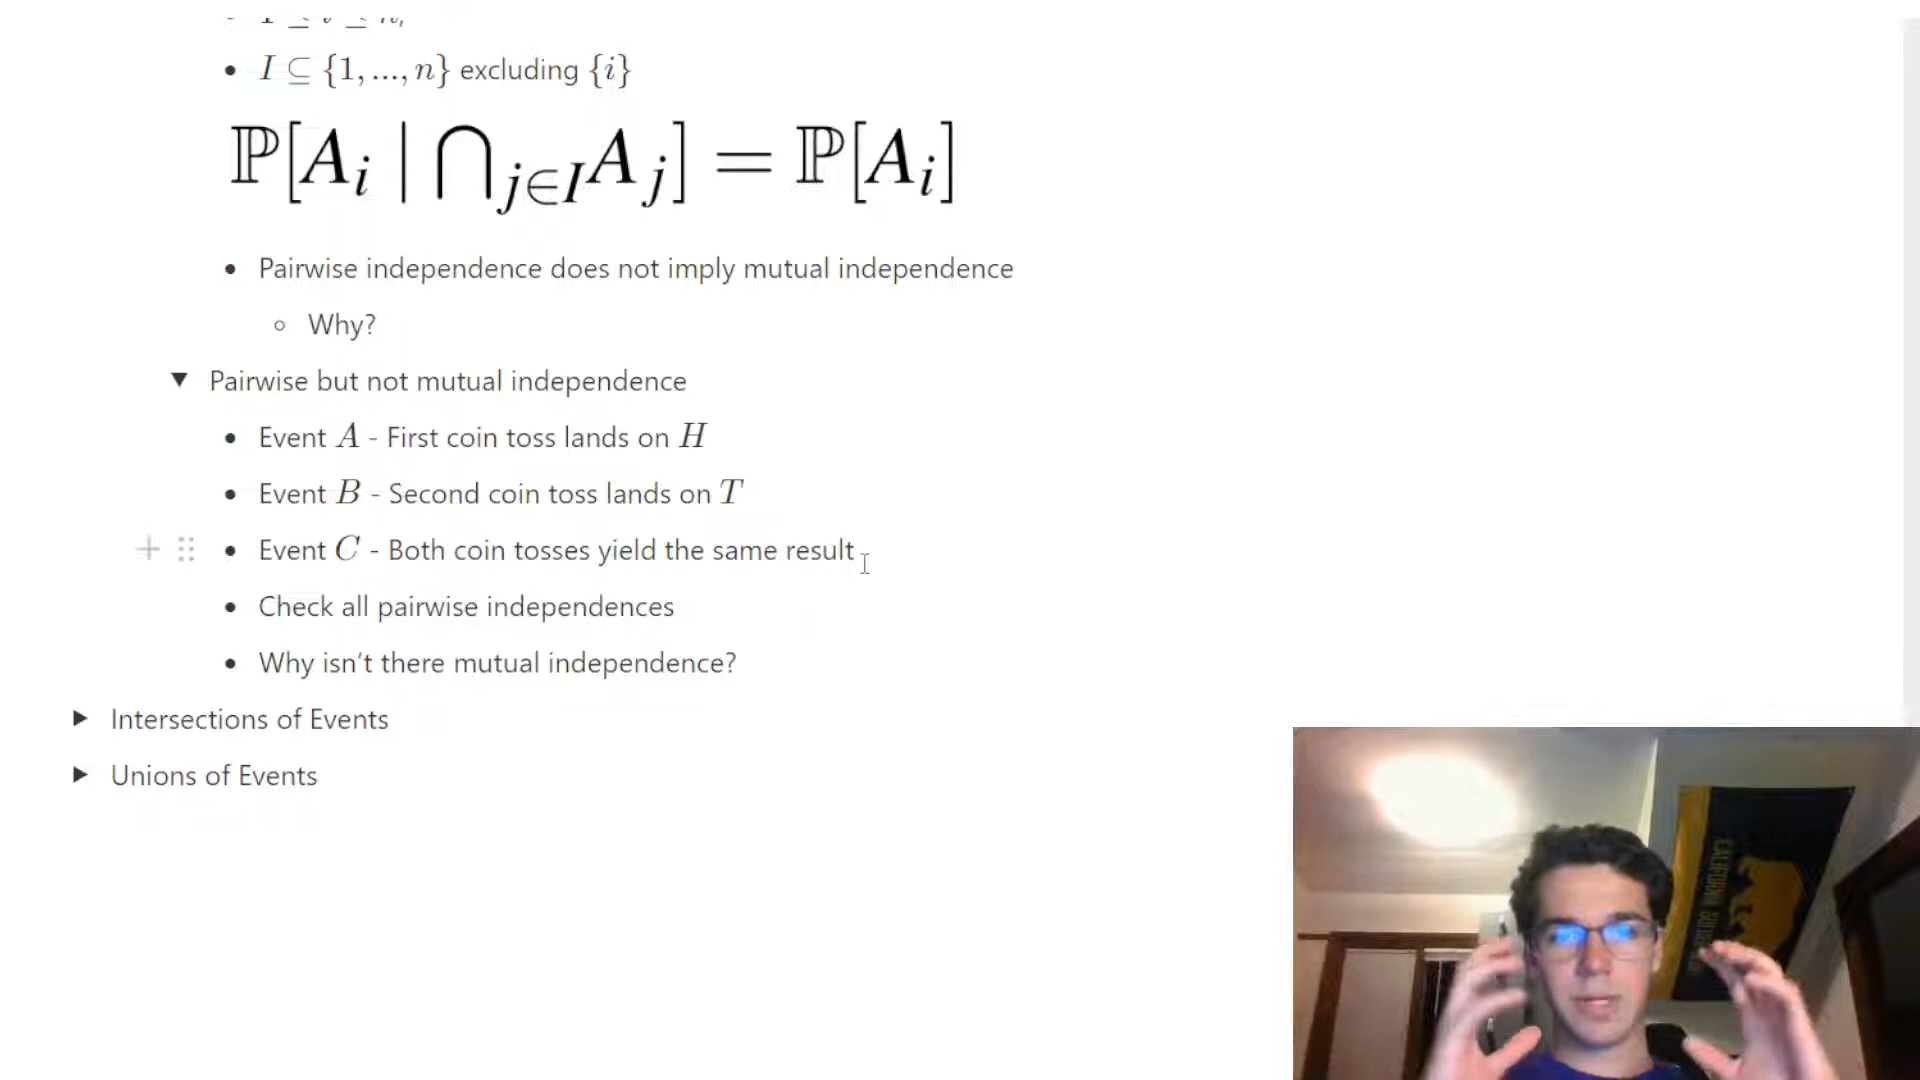 I ⊆ {1, ..., n} excluding {i}
ℙ[A_i | ⋂_{j∈I} A_j] = ℙ[A_i]
Pairwise independence does not imply mutual independence
Why?
Pairwise but not mutual independence
Event A - First coin toss lands on H
Event B - Second coin toss lands on T
Event C - Both coin tosses yield the same result
Check all pairwise independences
Why isn't there mutual independence?
Intersections of Events
Unions of Events
CALIFORNIA